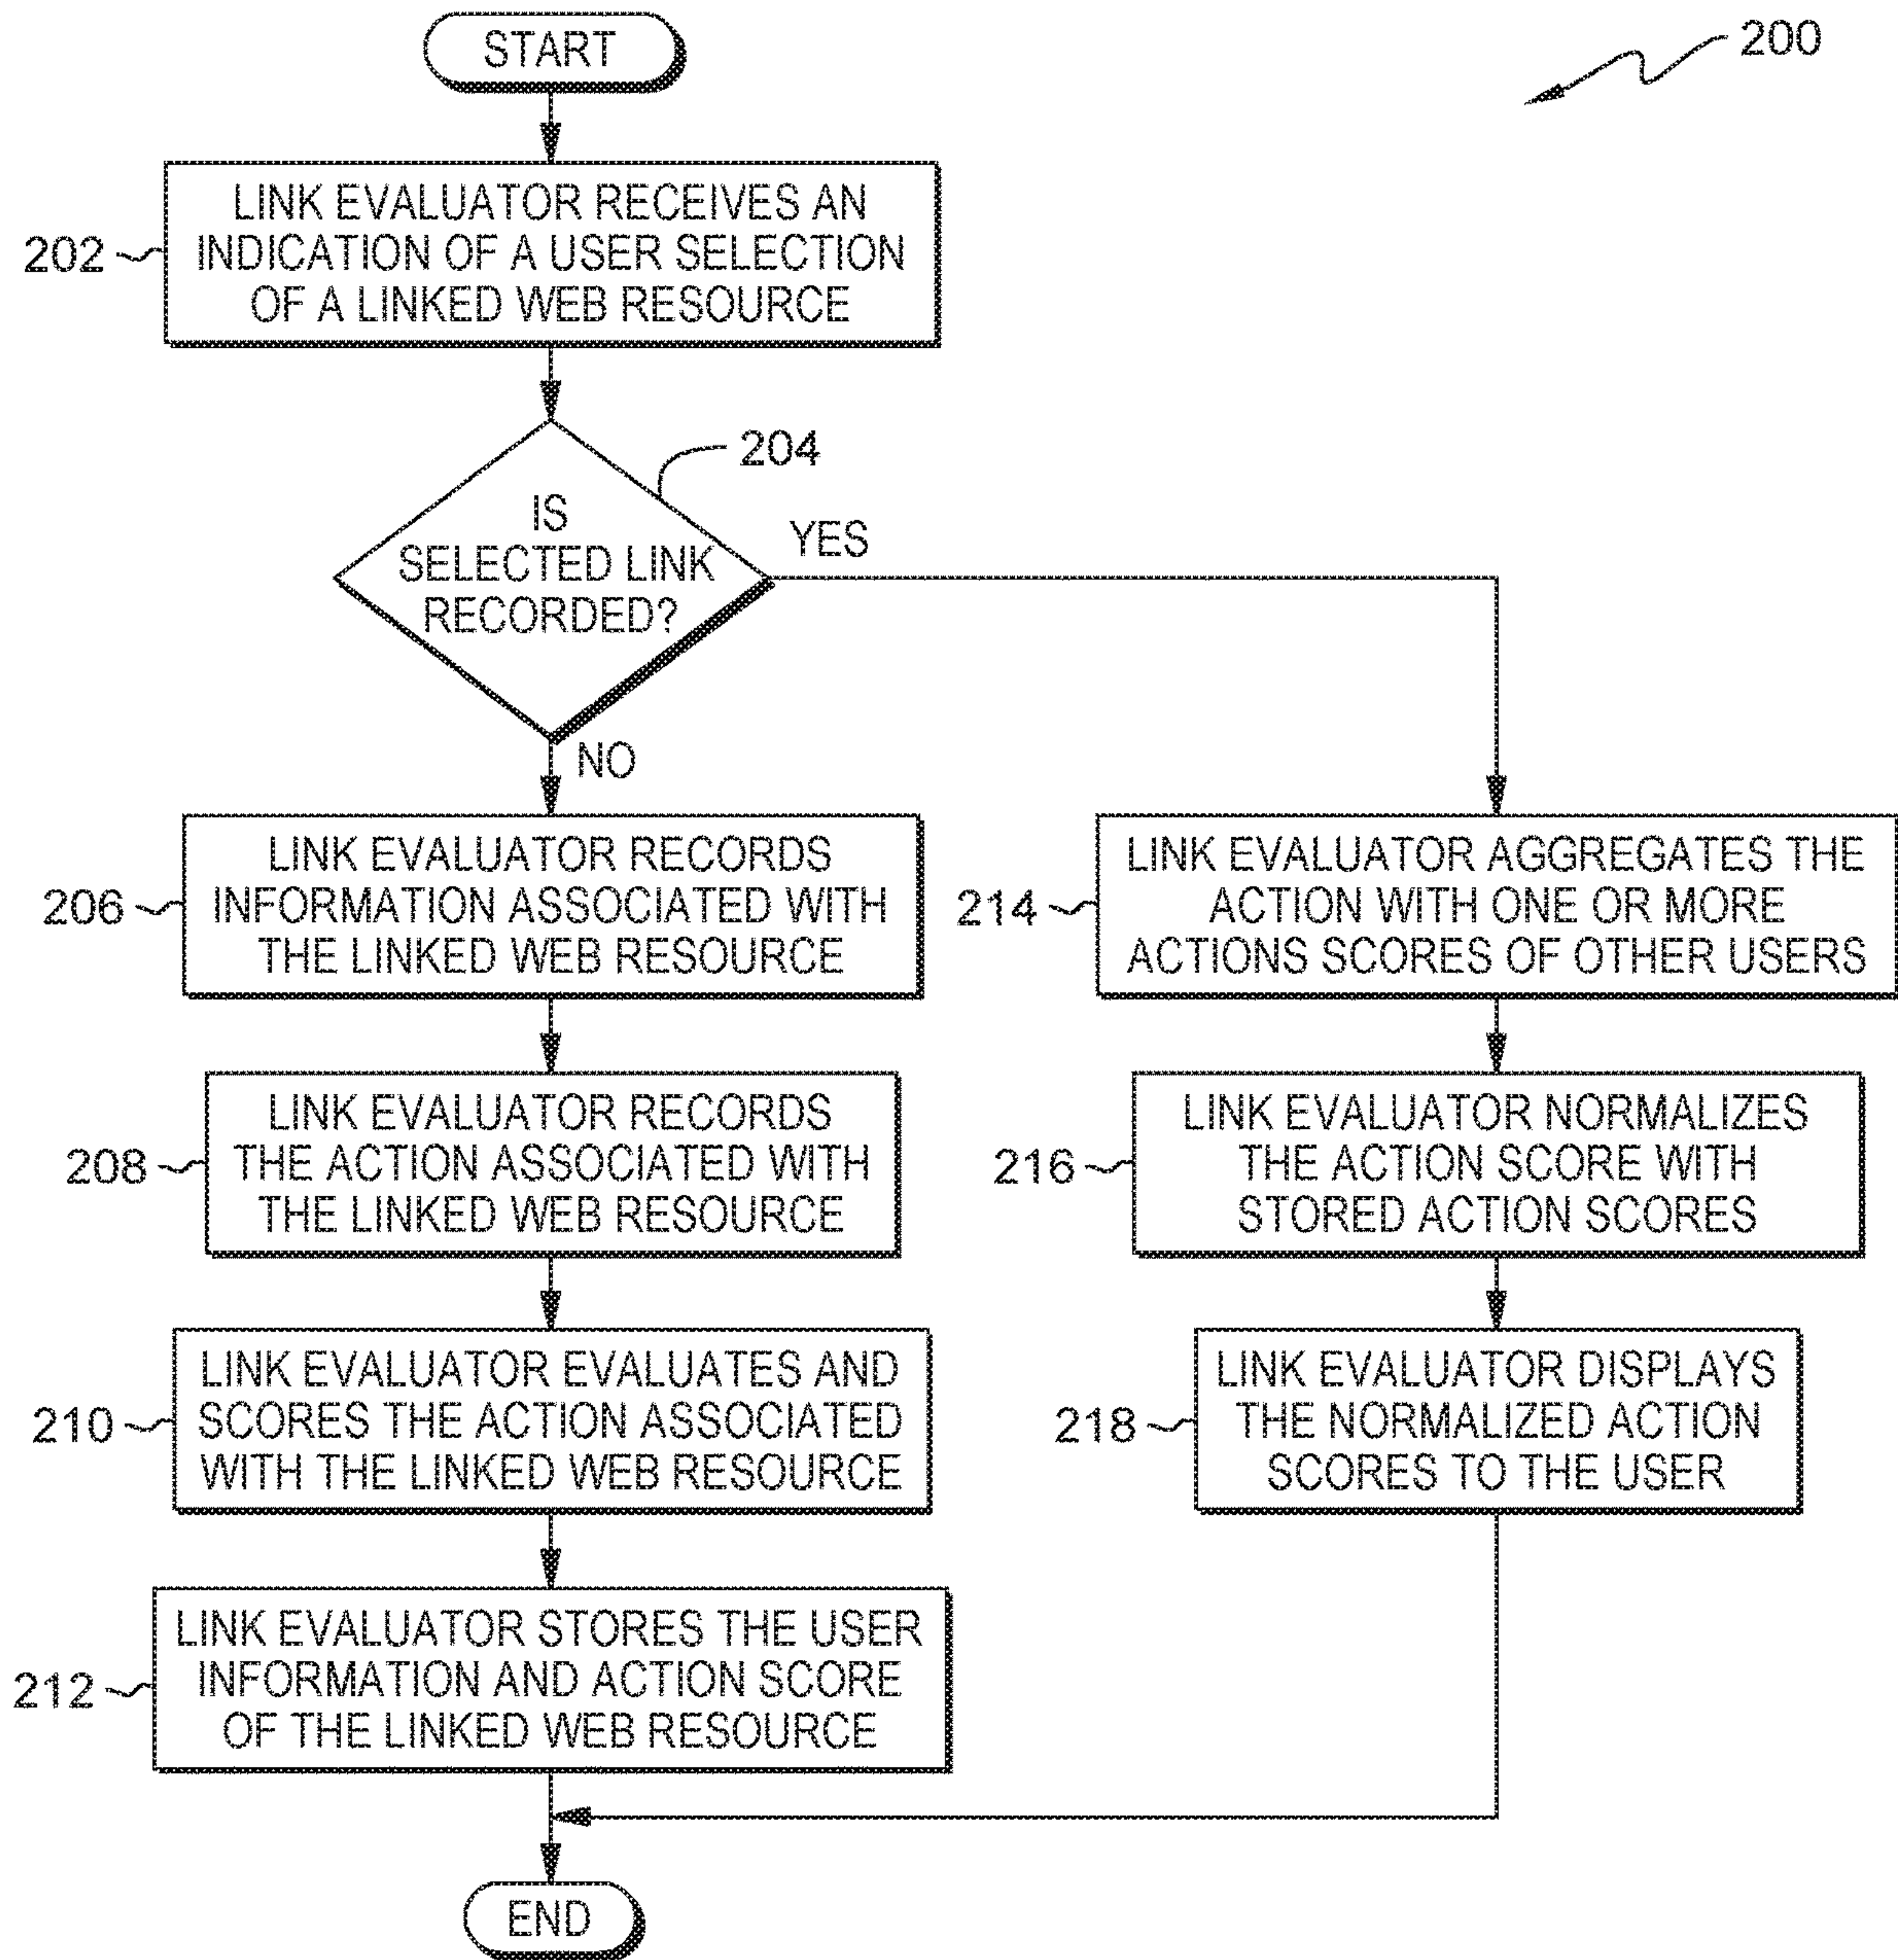 START
200
202
LINK EVALUATOR RECEIVES AN
INDICATION OF A USER SELECTION
OF A LINKED WEB RESOURCE
204
IS
SELECTED LINK
RECORDED?
YES
NO
206
LINK EVALUATOR RECORDS
INFORMATION ASSOCIATED WITH
THE LINKED WEB RESOURCE
208
LINK EVALUATOR RECORDS
THE ACTION ASSOCIATED WITH
THE LINKED WEB RESOURCE
210
LINK EVALUATOR EVALUATES AND
SCORES THE ACTION ASSOCIATED
WITH THE LINKED WEB RESOURCE
212
LINK EVALUATOR STORES THE USER
INFORMATION AND ACTION SCORE
OF THE LINKED WEB RESOURCE
214
LINK EVALUATOR AGGREGATES THE
ACTION WITH ONE OR MORE
ACTIONS SCORES OF OTHER USERS
216
LINK EVALUATOR NORMALIZES
THE ACTION SCORE WITH
STORED ACTION SCORES
218
LINK EVALUATOR DISPLAYS
THE NORMALIZED ACTION
SCORES TO THE USER
END